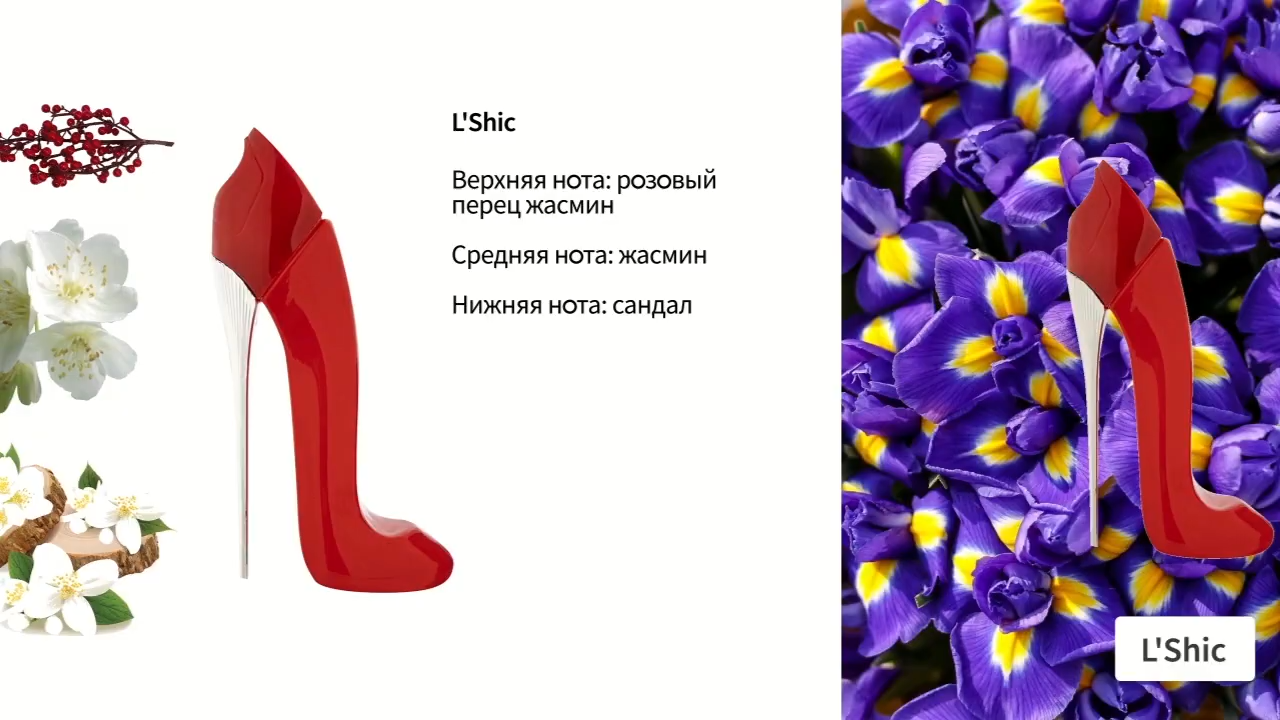 L'Shic
Верхняя нота: розовый
перец жасмин
Средняя нота: жасмин
Нижняя нота: сандал
L'Shic